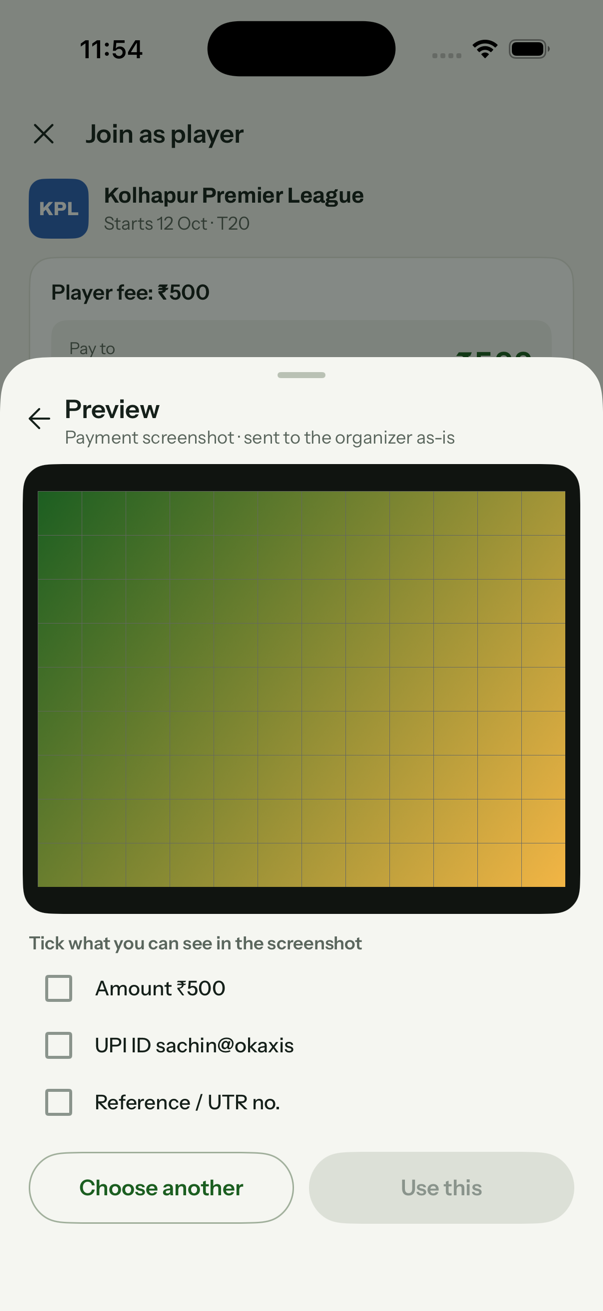 11:54
Join as player
KPL
Kolhapur Premier League
Starts 12 Oct · T20
Player fee: ₹500
Pay to
₹500
Preview
Payment screenshot · sent to the organizer as-is
Tick what you can see in the screenshot
Amount ₹500
UPI ID sachin@okaxis
Reference / UTR no.
Choose another
Use this